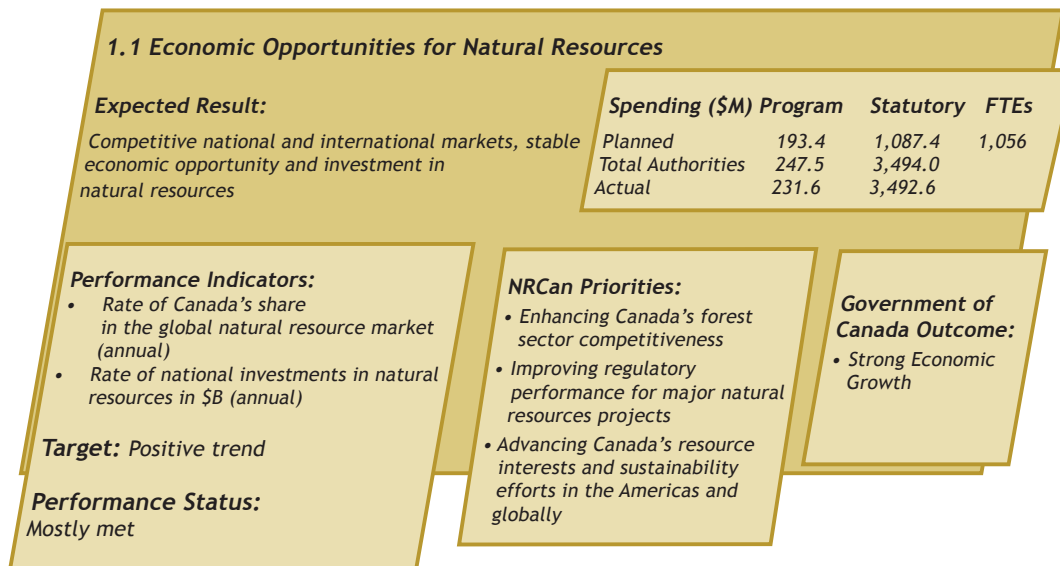 1.1 Economic Opportunities for Natural Resources
Expected Result:
Competitive national and international markets, stable
economic opportunity and investment in
natural resources
Spending ($M) Program Statutory FTEs
Planned 193.4 1,087.4 1,056
Total Authorities 247.5 3,494.0
Actual 231.6 3,492.6
Performance Indicators:
• Rate of Canada's share
in the global natural resource market
(annual)
• Rate of national investments in natural
resources in $B (annual)
Target: Positive trend
Performance Status:
Mostly met
NRCan Priorities:
• Enhancing Canada's forest
sector competitiveness
• Improving regulatory
performance for major natural
resources projects
• Advancing Canada's resource
interests and sustainability
efforts in the Americas and
globally
Government of
Canada Outcome:
• Strong Economic
Growth